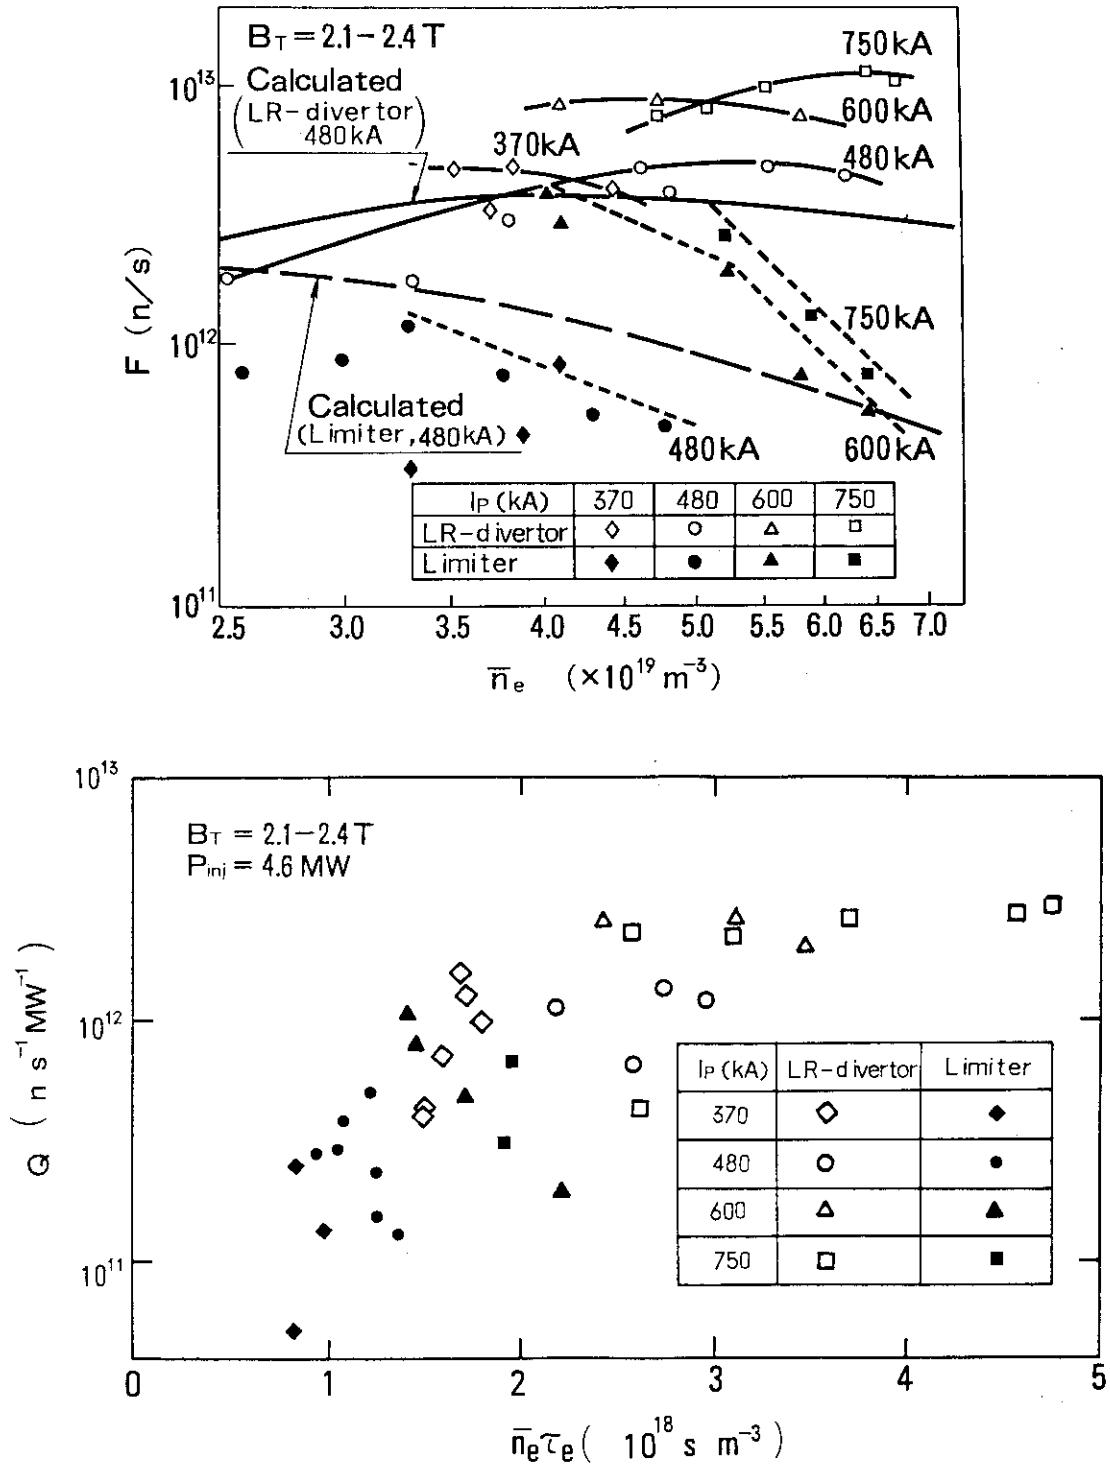 B_T = 2.1−2.4 T
Calculated
(LR-divertor
480kA)
370kA
750kA
600kA
480kA
750kA
600kA
480kA
Calculated
(Limiter, 480kA)
10^13
10^12
10^11
F (n/s)
I_P (kA) 370 480 600 750
LR-divertor ◇ ○ △ □
Limiter ◆ ● ▲ ■
2.5 3.0 3.5 4.0 4.5 5.0 5.5 6.0 6.5 7.0
n̅_e (×10^19 m^−3)
10^13
10^12
10^11
Q ( n s^−1 MW^−1 )
B_T = 2.1−2.4 T
P_inj = 4.6 MW
I_P (kA) LR-divertor Limiter
370 ◇ ◆
480 ○ ●
600 △ ▲
750 □ ■
0 1 2 3 4 5
n̅_e τ_e ( 10^18 s m^−3 )